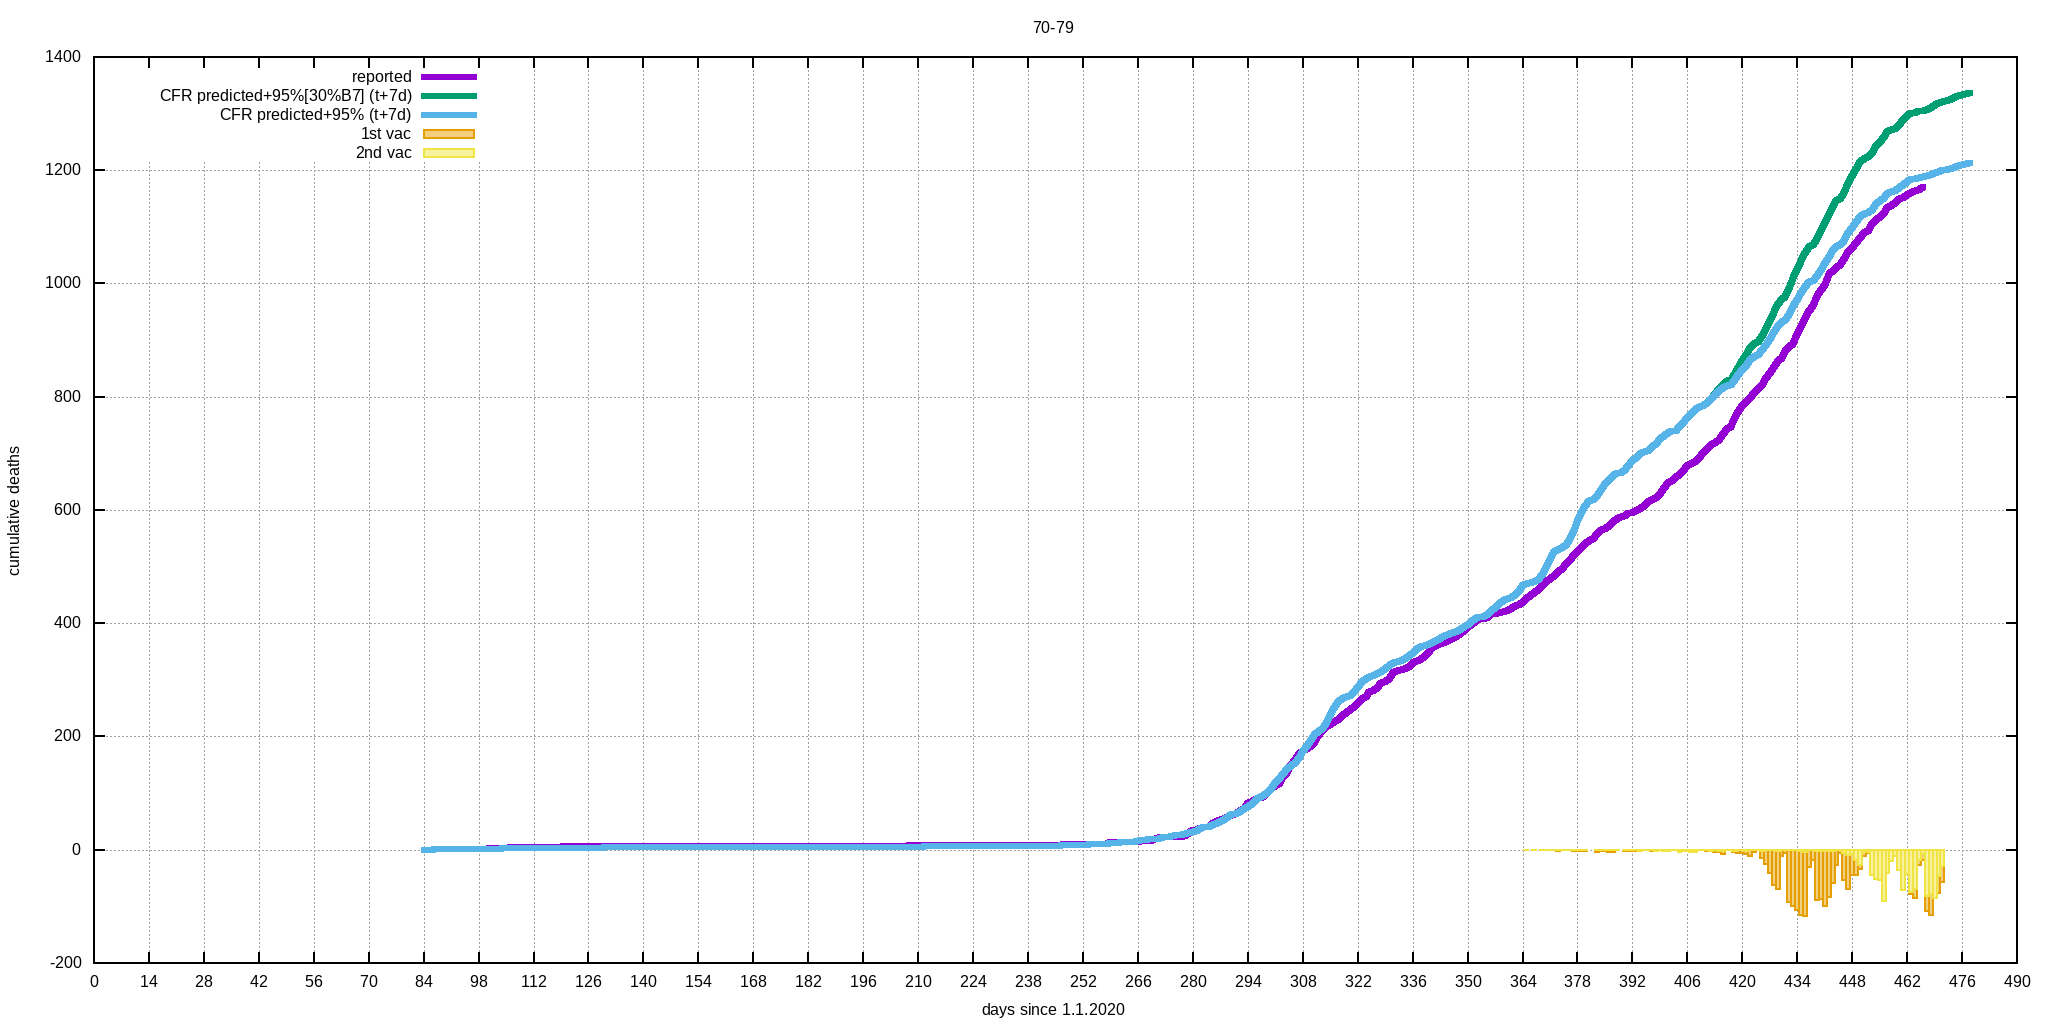 70-79
1400
1200
1000
800
600
400
200
0
-200
cumulative deaths
reported
CFR predicted+95%[30%B7] (t+7d)
CFR predicted+95% (t+7d)
1st vac
2nd vac
0 14 28 42 56 70 84 98 112 126 140 154 168 182 196 210 224 238 252 266 280 294 308 322 336 350 364 378 392 406 420 434 448 462 476 490
days since 1.1.2020